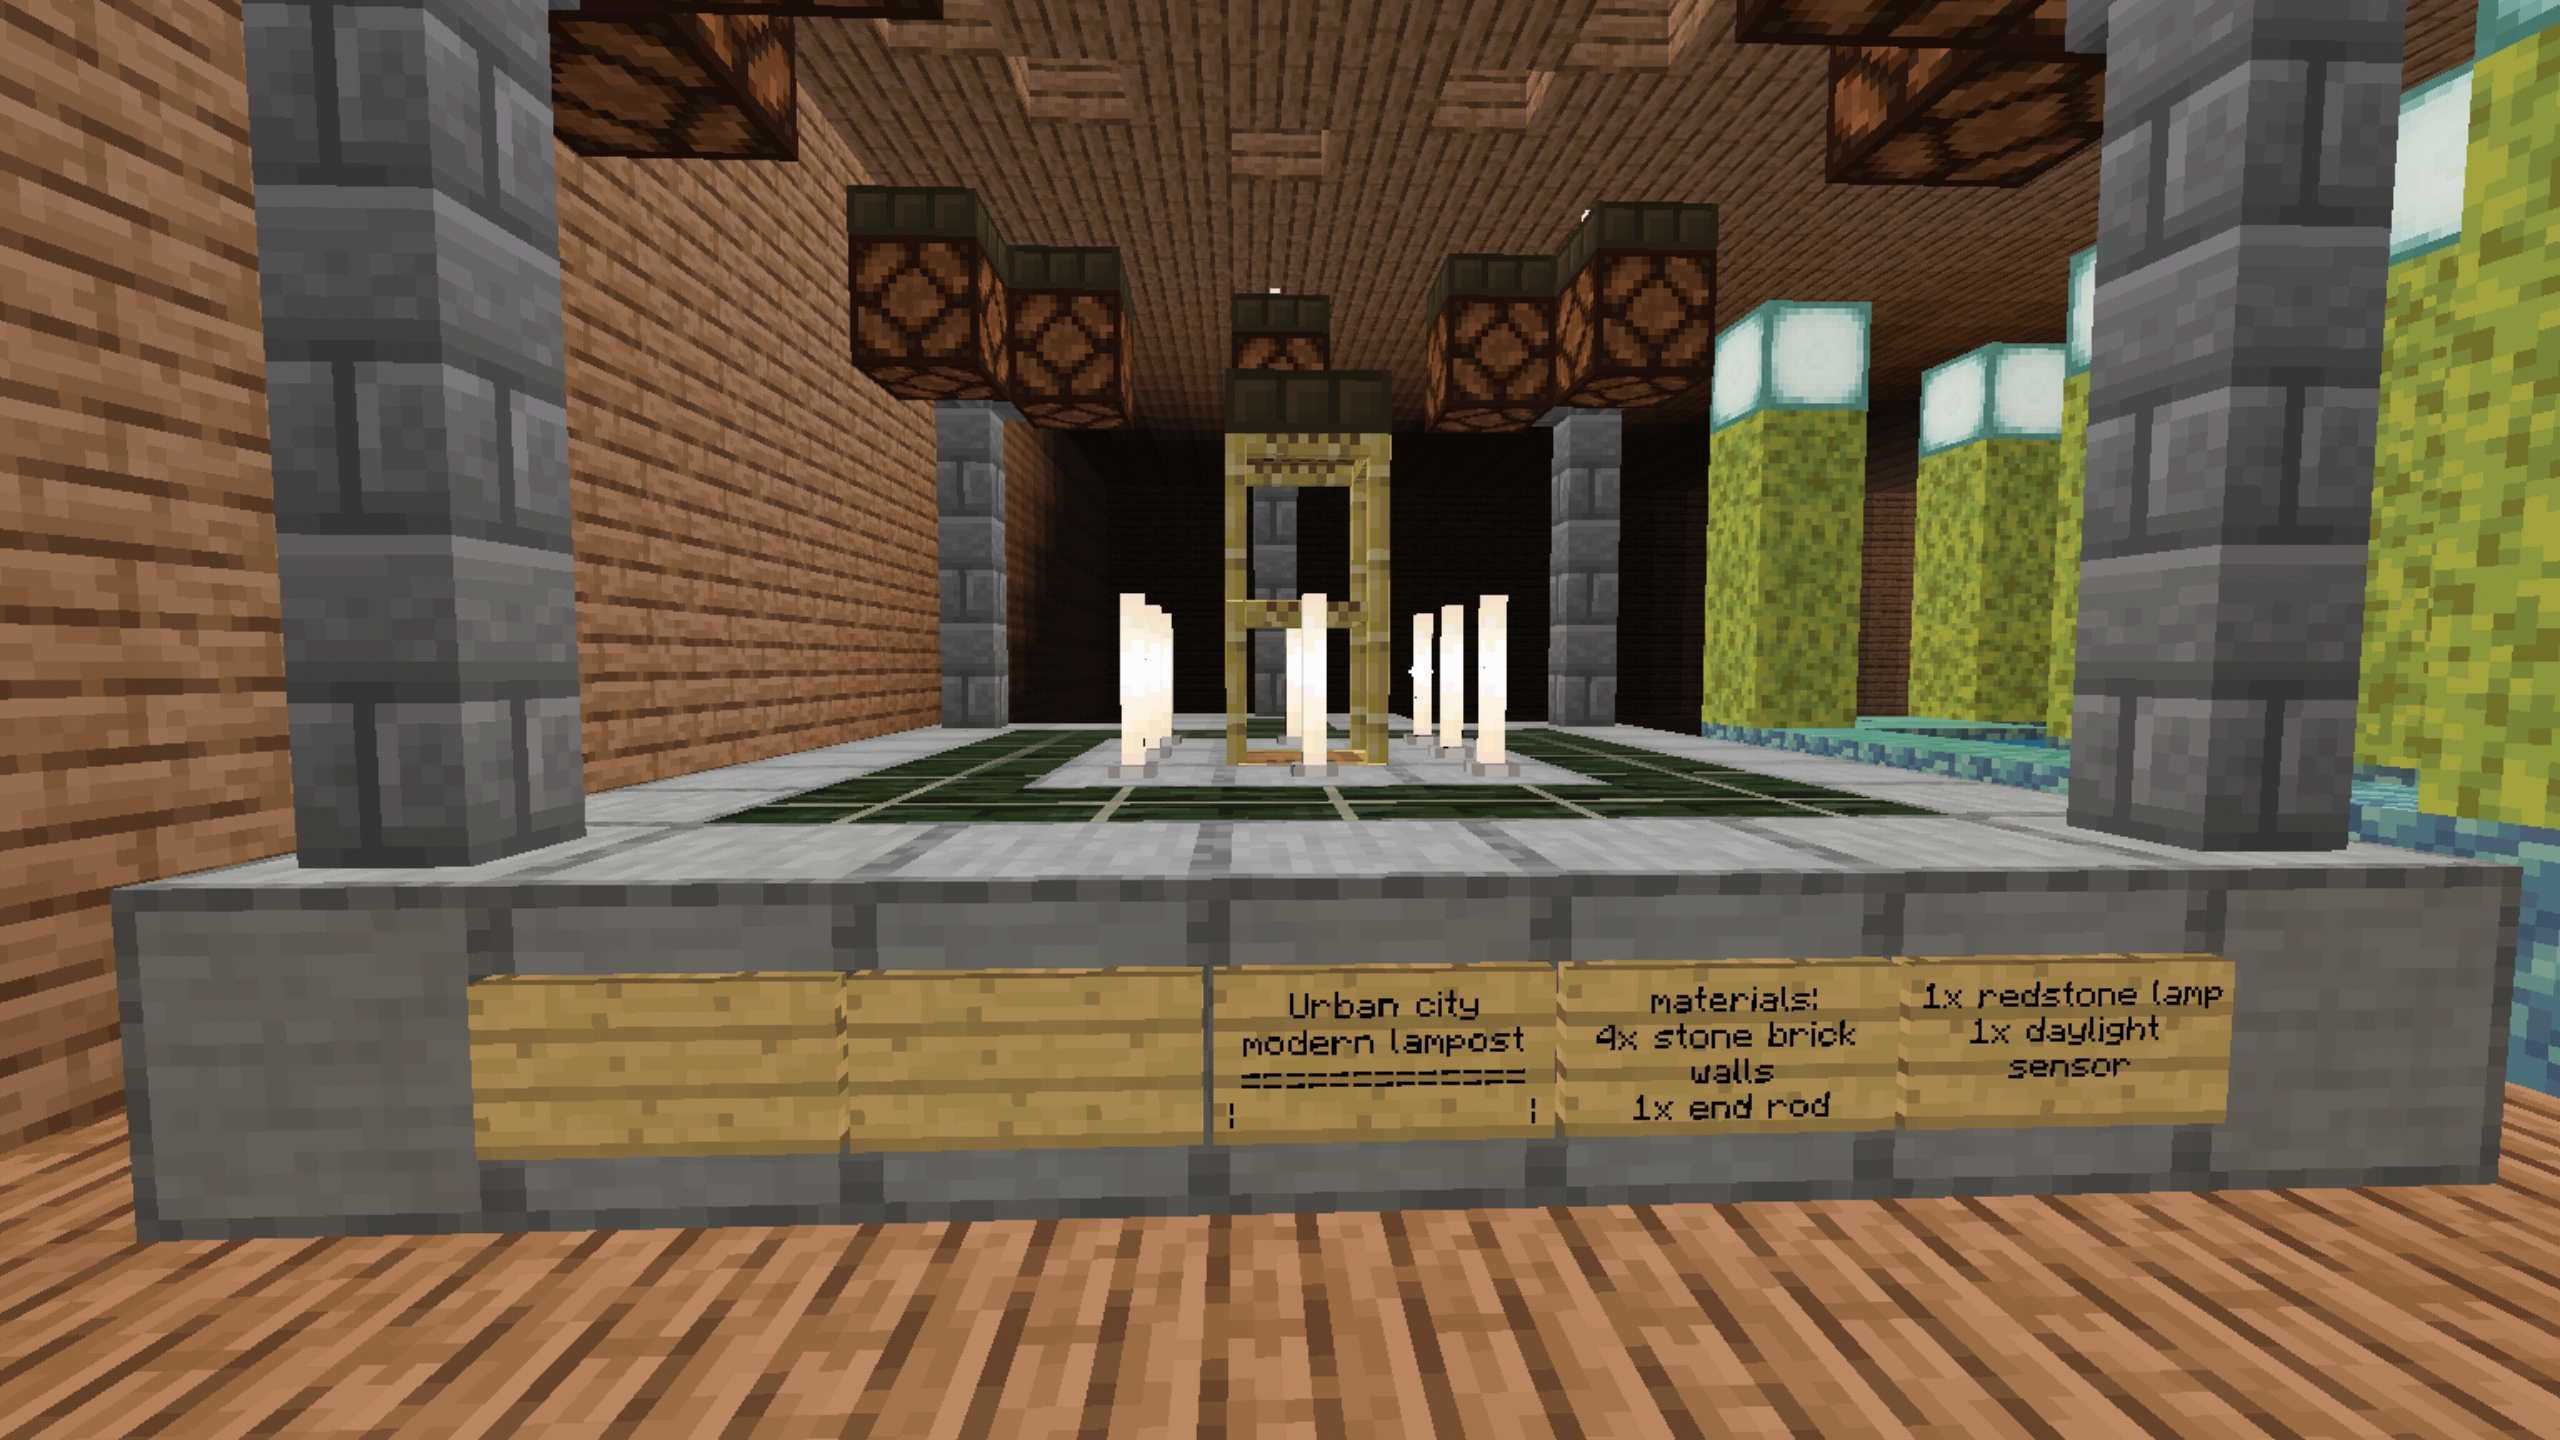 Urban city
modern lampost
=============
|                    |
materials:
4x stone brick
walls
1x end rod
1x redstone lamp
1x daylight
sensor